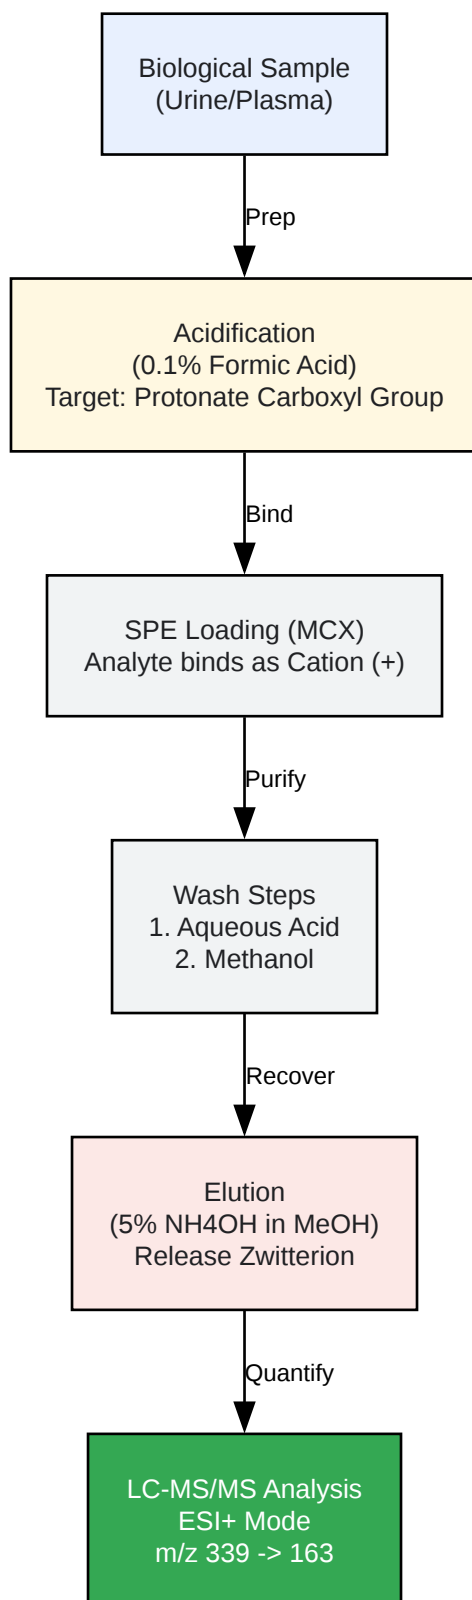 Biological Sample
(Urine/Plasma)
Prep
Acidification
(0.1% Formic Acid)
Target: Protonate Carboxyl Group
Bind
SPE Loading (MCX)
Analyte binds as Cation (+)
Purify
Wash Steps
1. Aqueous Acid
2. Methanol
Recover
Elution
(5% NH4OH in MeOH)
Release Zwitterion
Quantify
LC-MS/MS Analysis
ESI+ Mode
m/z 339 -> 163